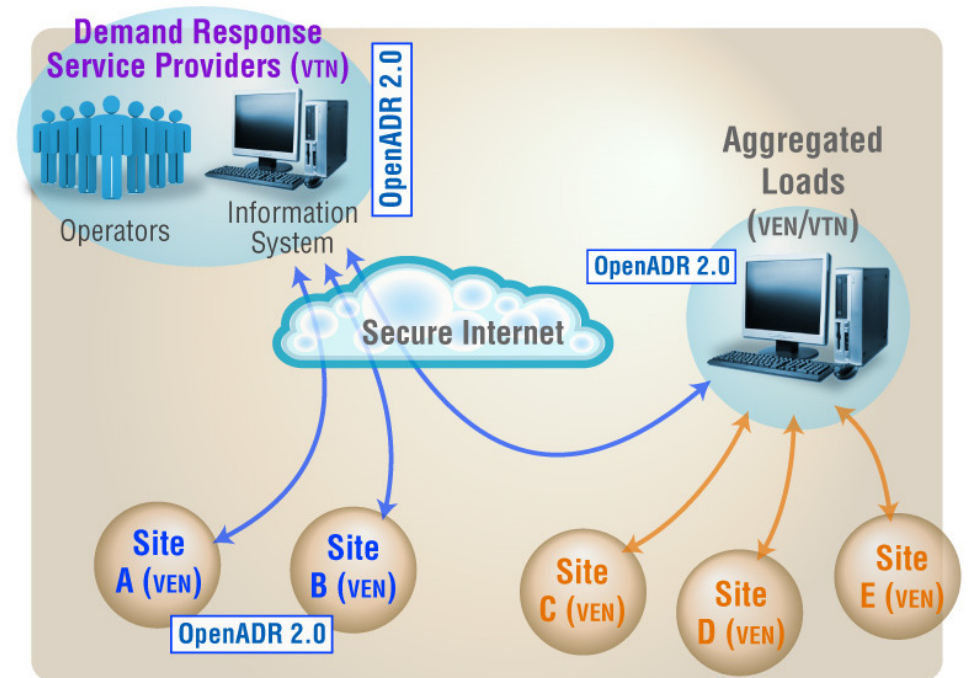 Demand Response
Service Providers (VTN)
OpenADR 2.0
Operators
Information
System
Aggregated
Loads
(VEN/VTN)
OpenADR 2.0
Secure Internet
Site
A (VEN)
Site
B (VEN)
OpenADR 2.0
Site
C (VEN)
Site
D (VEN)
Site
E (VEN)